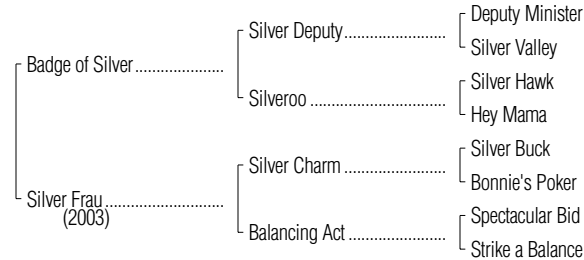 Deputy Minister
Silver Deputy
Silver Valley
Badge of Silver
Silver Hawk
Silveroo
Hey Mama
Silver Buck
Silver Charm
Bonnie's Poker
Silver Frau
(2003)
Spectacular Bid
Balancing Act
Strike a Balance